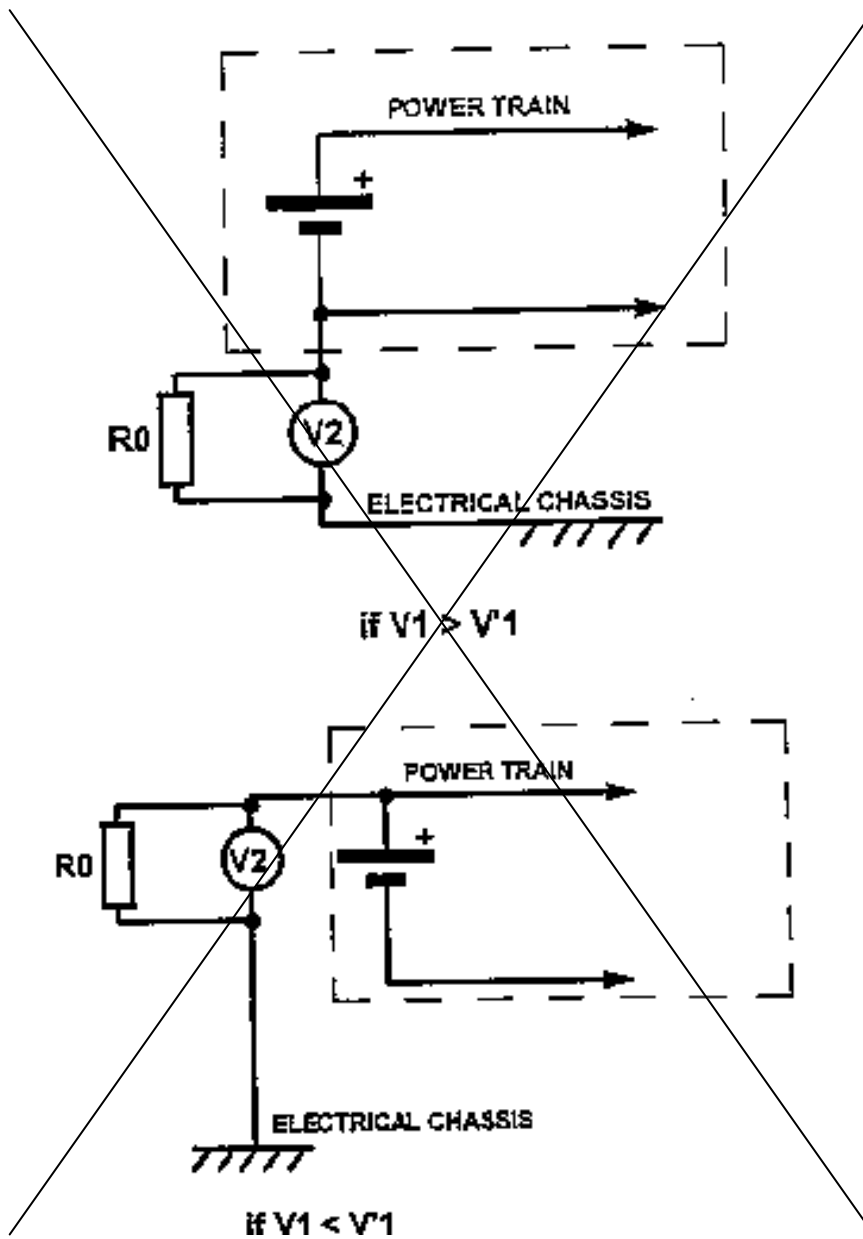 POWER TRAIN
+
R0
V2
ELECTRICAL CHASSIS
if V1 > V'1
POWER TRAIN
+
R0
V2
ELECTRICAL CHASSIS
if V1 < V'1